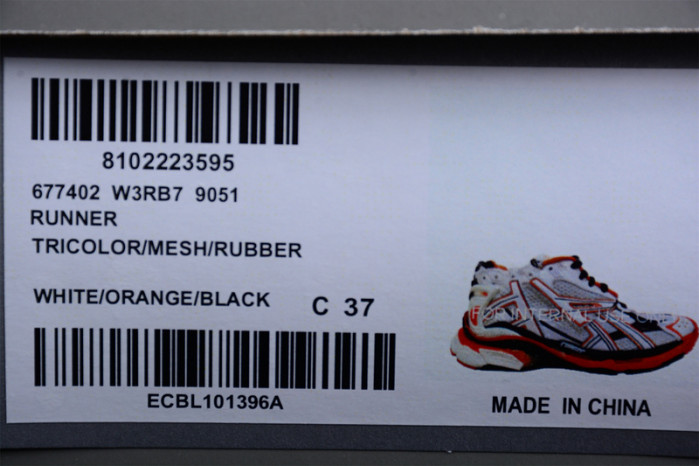 8102223595
677402 W3RB7 9051
RUNNER
TRICOLOR/MESH/RUBBER
WHITE/ORANGE/BLACK C 37
FOR INTERNAL USE
ECBL101396A
MADE IN CHINA